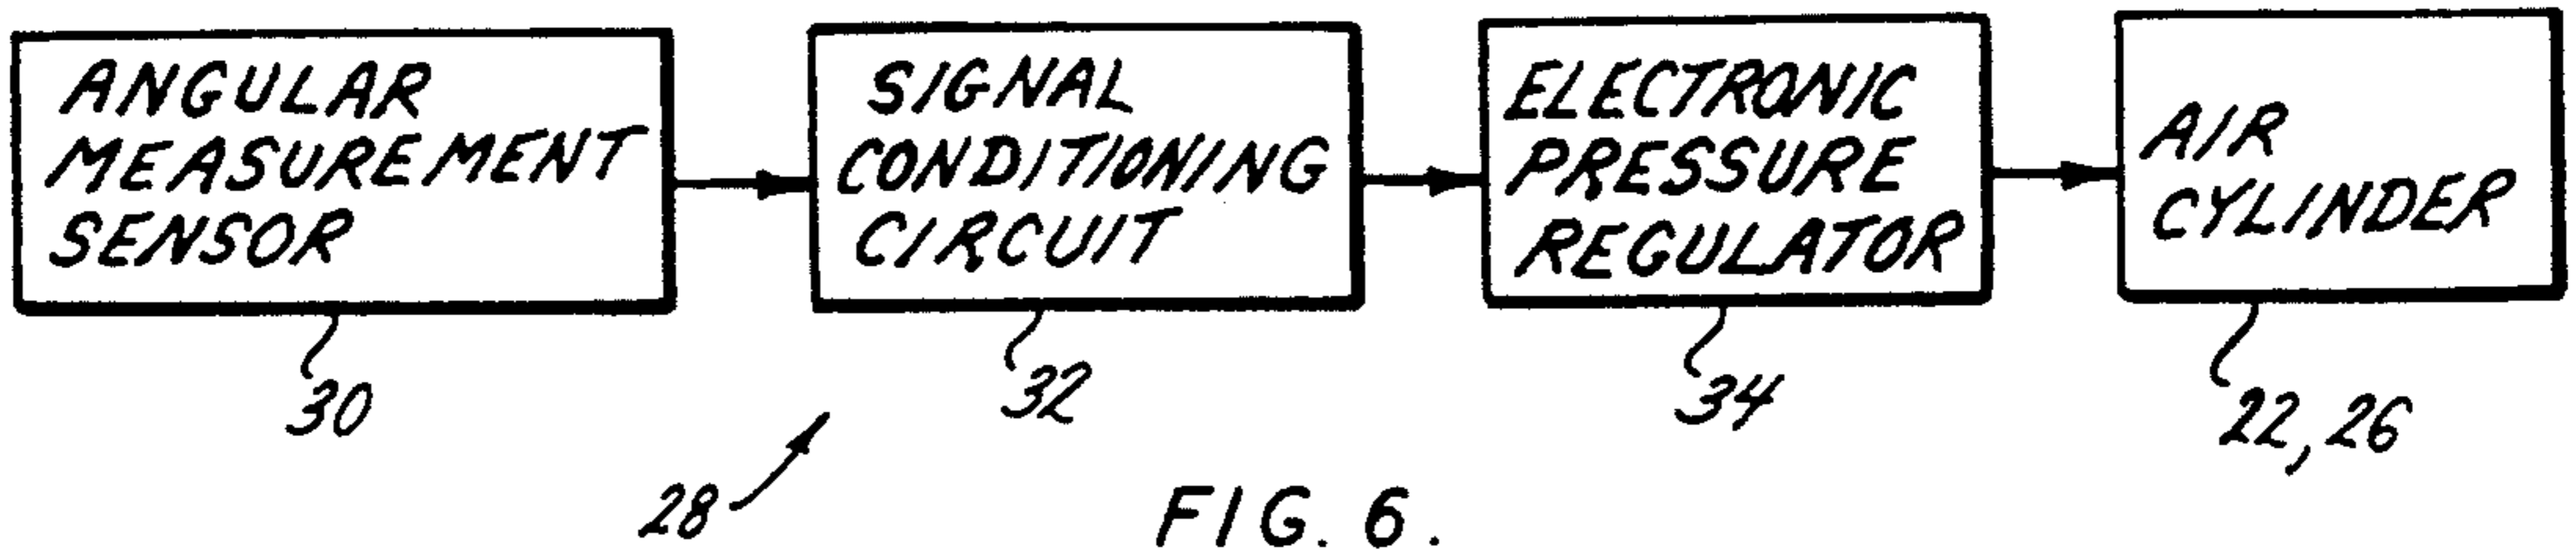 ANGULAR
MEASUREMENT
SENSOR
SIGNAL
CONDITIONING
CIRCUIT
ELECTRONIC
PRESSURE
REGULATOR
AIR
CYLINDER
30
32
34
22, 26
28
FIG. 6.